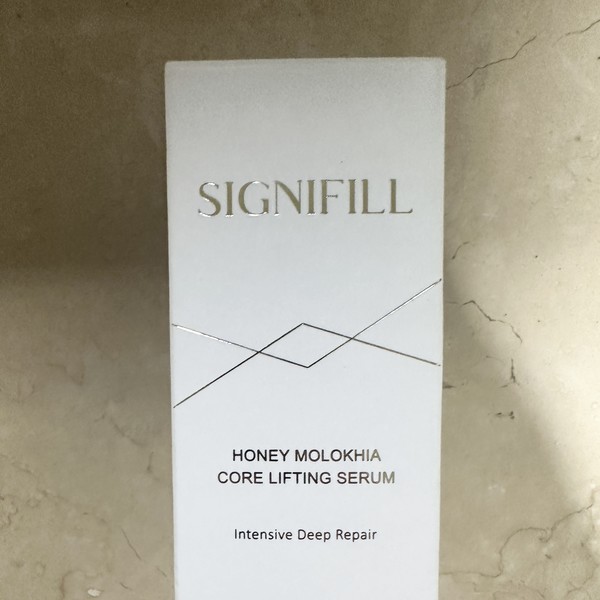 SIGNIFILL
HONEY MOLOKHIA
CORE LIFTING SERUM
Intensive Deep Repair